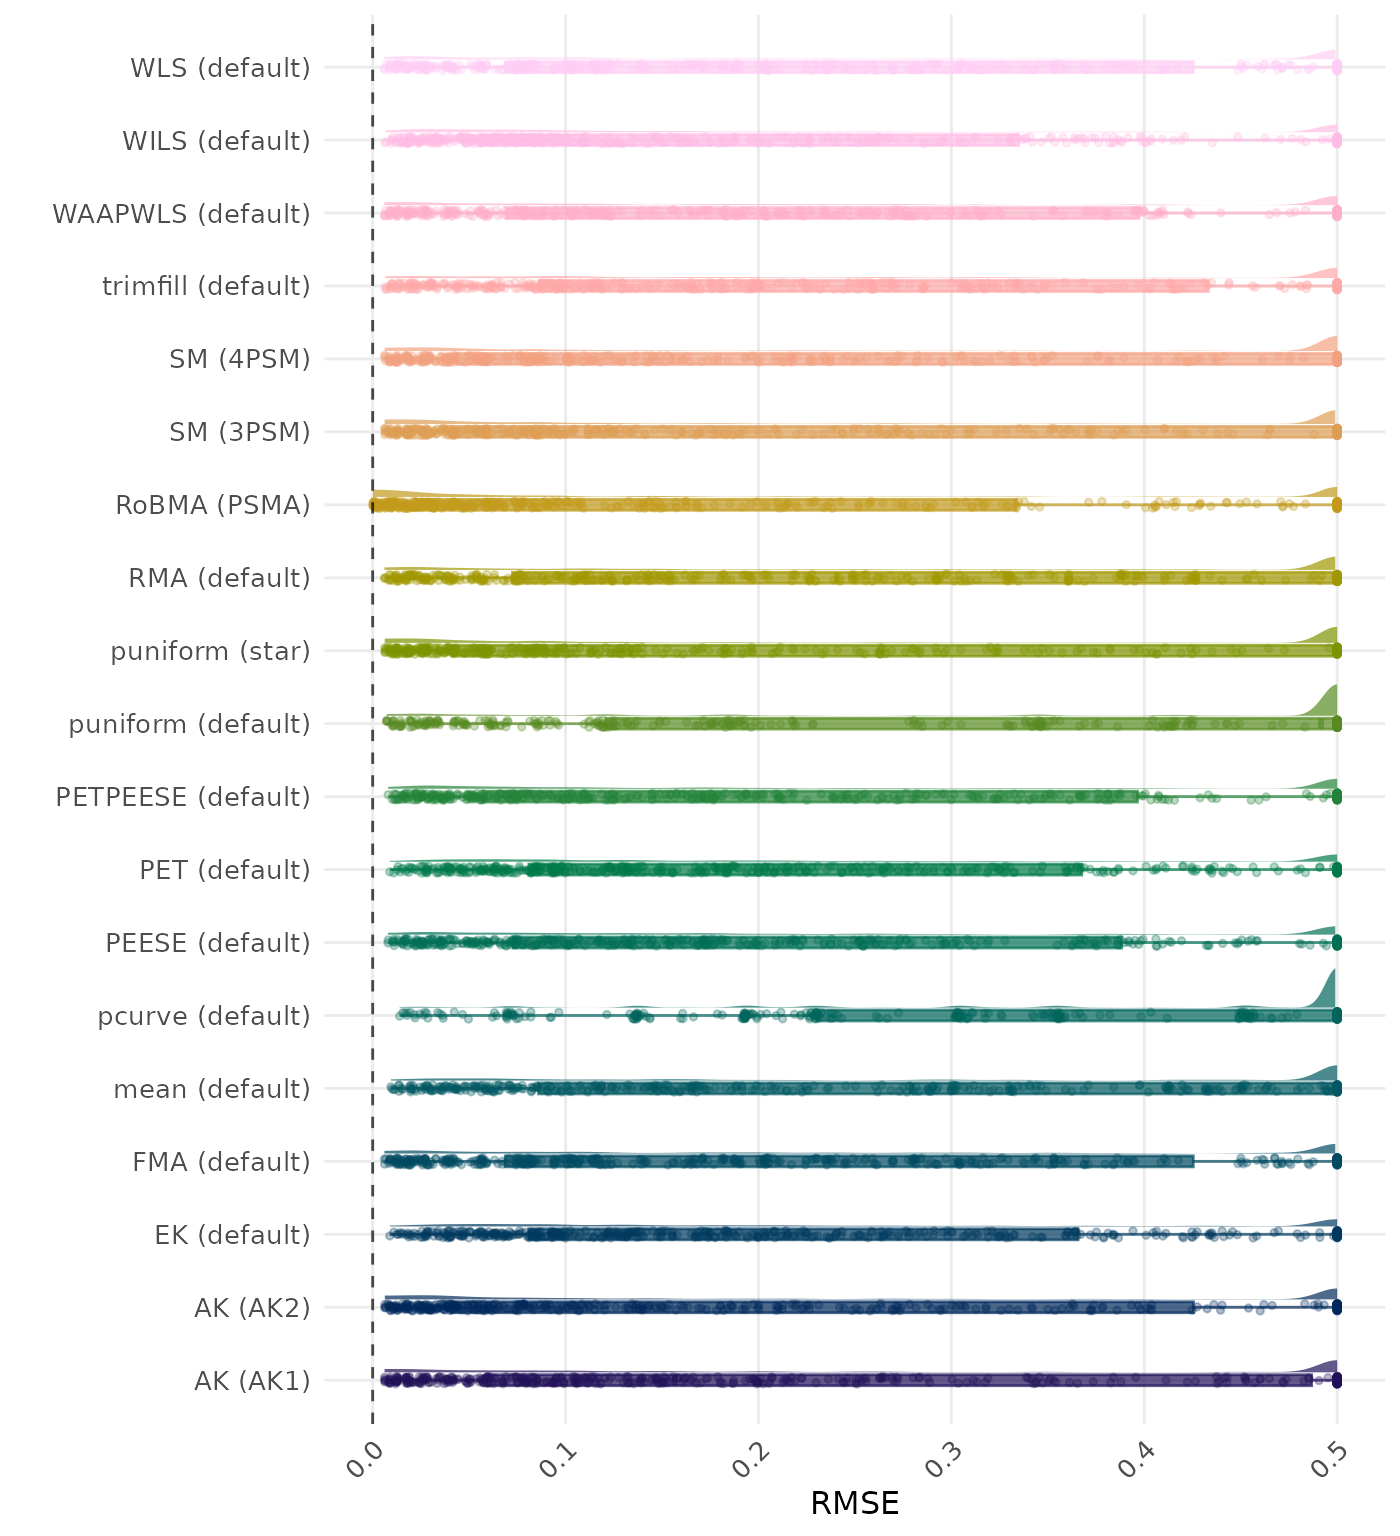 WLS (default)
WILS (default)
WAAPWLS (default)
trimfill (default)
SM (4PSM)
SM (3PSM)
RoBMA (PSMA)
RMA (default)
puniform (star)
puniform (default)
PETPEESE (default)
PET (default)
PEESE (default)
pcurve (default)
mean (default)
FMA (default)
EK (default)
AK (AK2)
AK (AK1)
0.0 0.1 0.2 0.3 0.4 0.5
RMSE